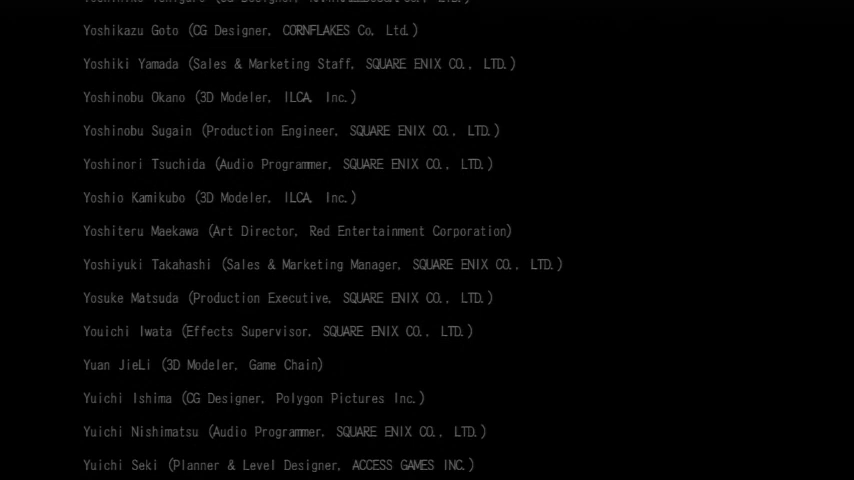 Yoshikazu Goto (CG Designer, CORNFLAKES Co, Ltd.)
Yoshiki Yamada (Sales & Marketing Staff, SQUARE ENIX CO., LTD.)
Yoshinobu Okano (3D Modeler, ILCA, Inc.)
Yoshinobu Sugain (Production Engineer, SQUARE ENIX CO., LTD.)
Yoshinori Tsuchida (Audio Programmer, SQUARE ENIX CO., LTD.)
Yoshio Kamikubo (3D Modeler, ILCA, Inc.)
Yoshiteru Maekawa (Art Director, Red Entertainment Corporation)
Yoshiyuki Takahashi (Sales & Marketing Manager, SQUARE ENIX CO., LTD.)
Yosuke Matsuda (Production Executive, SQUARE ENIX CO., LTD.)
Youichi Iwata (Effects Supervisor, SQUARE ENIX CO., LTD.)
Yuan JieLi (3D Modeler, Game Chain)
Yuichi Ishima (CG Designer, Polygon Pictures Inc.)
Yuichi Nishimatsu (Audio Programmer, SQUARE ENIX CO., LTD.)
Yuichi Seki (Planner & Level Designer, ACCESS GAMES INC.)